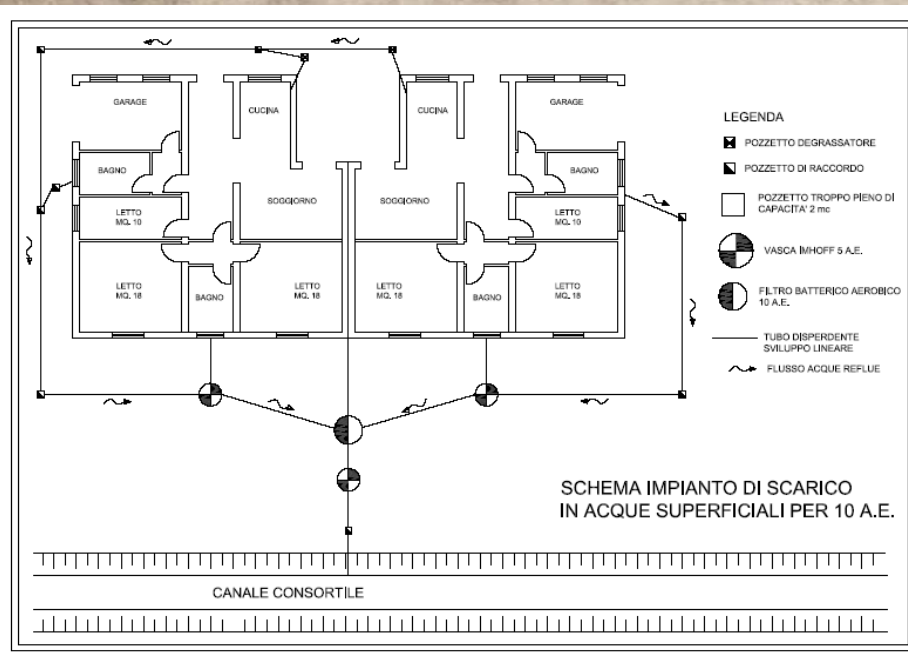 GARAGE
CUCINA
CUCINA
GARAGE
BAGNO
BAGNO
LETTO
MQ. 10
SOGGIORNO
SOGGIORNO
LETTO
MQ. 10
LETTO
MQ. 18
BAGNO
LETTO
MQ. 18
LETTO
MQ. 18
BAGNO
LETTO
MQ. 18
LEGENDA
POZZETTO DEGRASSATORE
POZZETTO DI RACCORDO
POZZETTO TROPPO PIENO DI
CAPACITA' 2 mc
VASCA IMHOFF 5 A.E.
FILTRO BATTERICO AEROBICO
10 A.E.
TUBO DISPERDENTE
SVILUPPO LINEARE
FLUSSO ACQUE REFLUE
SCHEMA IMPIANTO DI SCARICO
IN ACQUE SUPERFICIALI PER 10 A.E.
CANALE CONSORTILE